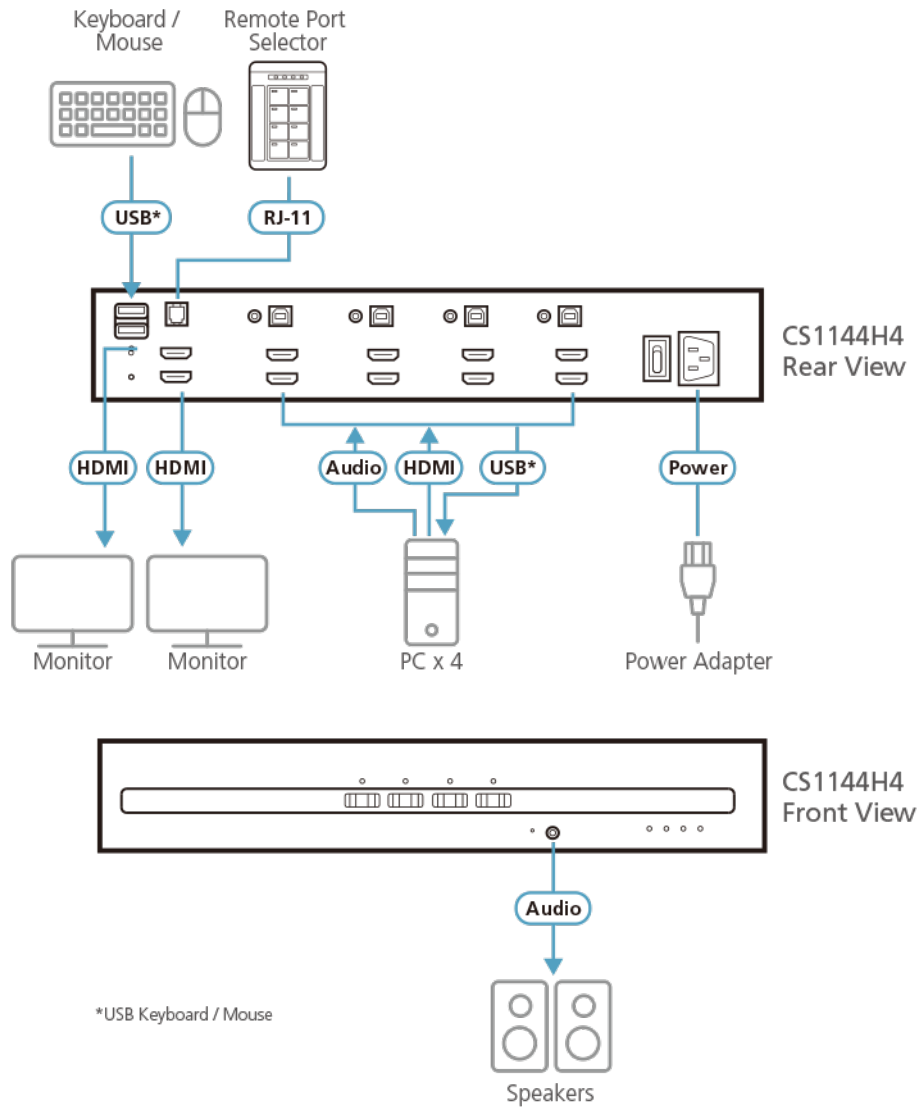 Keyboard /
Mouse
Remote Port
Selector
USB*
RJ-11
CS1144H4
Rear View
HDMI
HDMI
Audio
HDMI
USB*
Power
Monitor
Monitor
PC x 4
Power Adapter
CS1144H4
Front View
Audio
*USB Keyboard / Mouse
Speakers